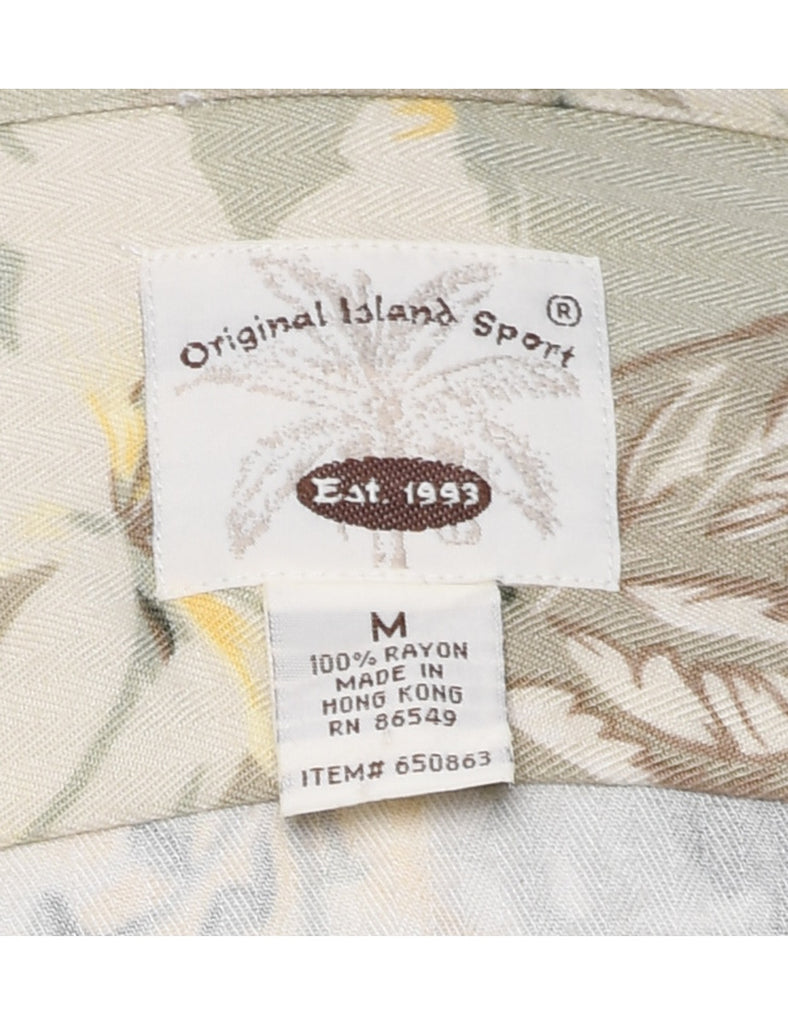 Original Island Sport ®
Est. 1993
M
100% RAYON
MADE IN
HONG KONG
RN 86549
ITEM# 650863